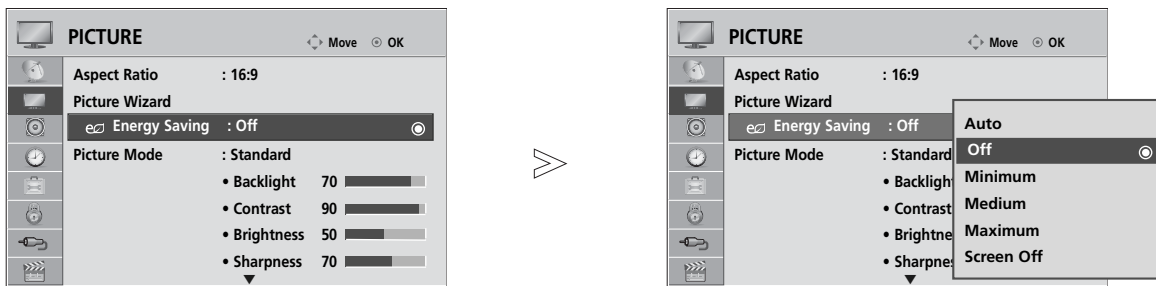 PICTURE Move OK
Aspect Ratio : 16:9
Picture Wizard
Energy Saving : Off
Picture Mode : Standard
• Backlight 70
• Contrast 90
• Brightness 50
• Sharpness 70
PICTURE Move OK
Aspect Ratio : 16:9
Picture Wizard
Energy Saving : Off
Picture Mode : Standard
• Backligh
• Contrast
• Brightne
• Sharpne
Auto
Off
Minimum
Medium
Maximum
Screen Off